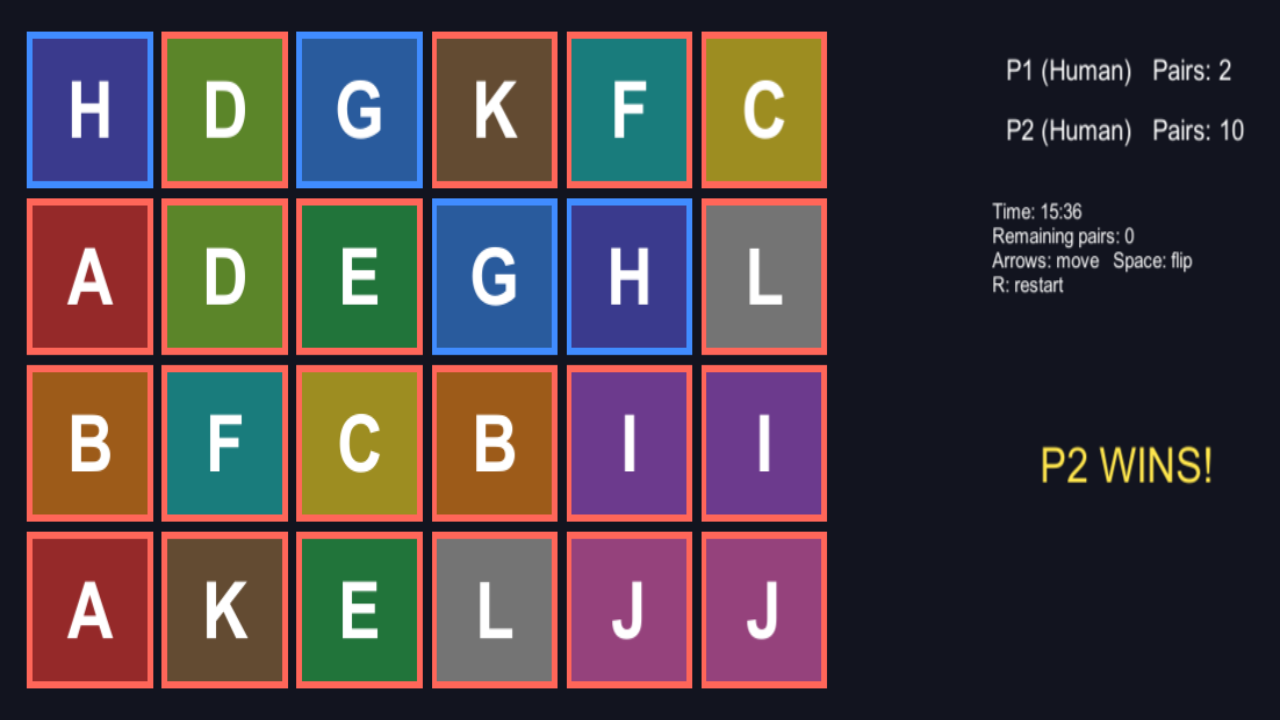 H D G K F C
A D E G H L
B F C B I I
A K E L J J
P1 (Human) Pairs: 2
P2 (Human) Pairs: 10
Time: 15:36
Remaining pairs: 0
Arrows: move Space: flip
R: restart
P2 WINS!